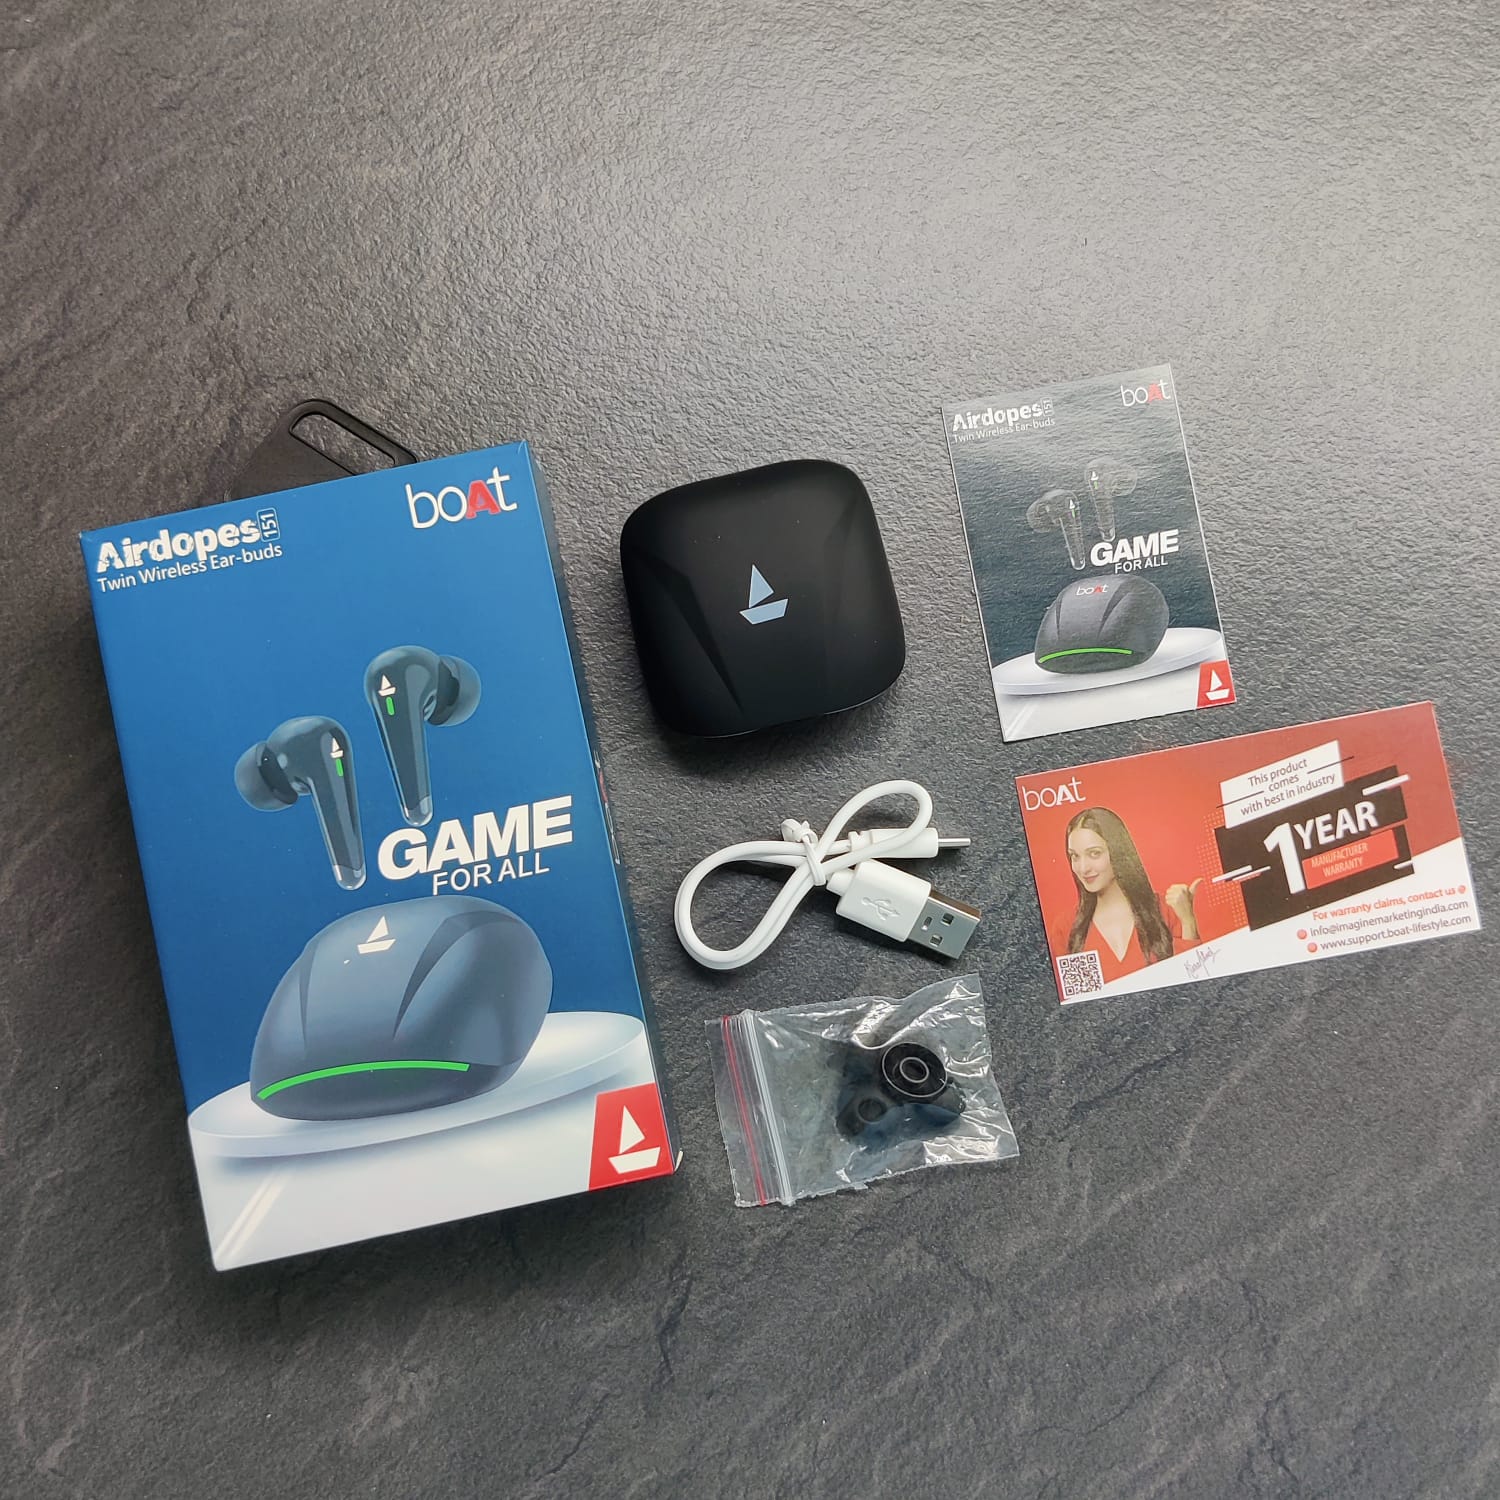 Airdopes 151
Twin Wireless Ear-buds
boAt
GAME
FOR ALL
Airdopes 151
Twin Wireless Ear-buds
boAt
GAME
FOR ALL
boAt
boAt
This product
comes
with best in industry
1 YEAR
MANUFACTURER
WARRANTY
For warranty claims, contact us
info@imaginemarketingindia.com
www.support.boat-lifestyle.com